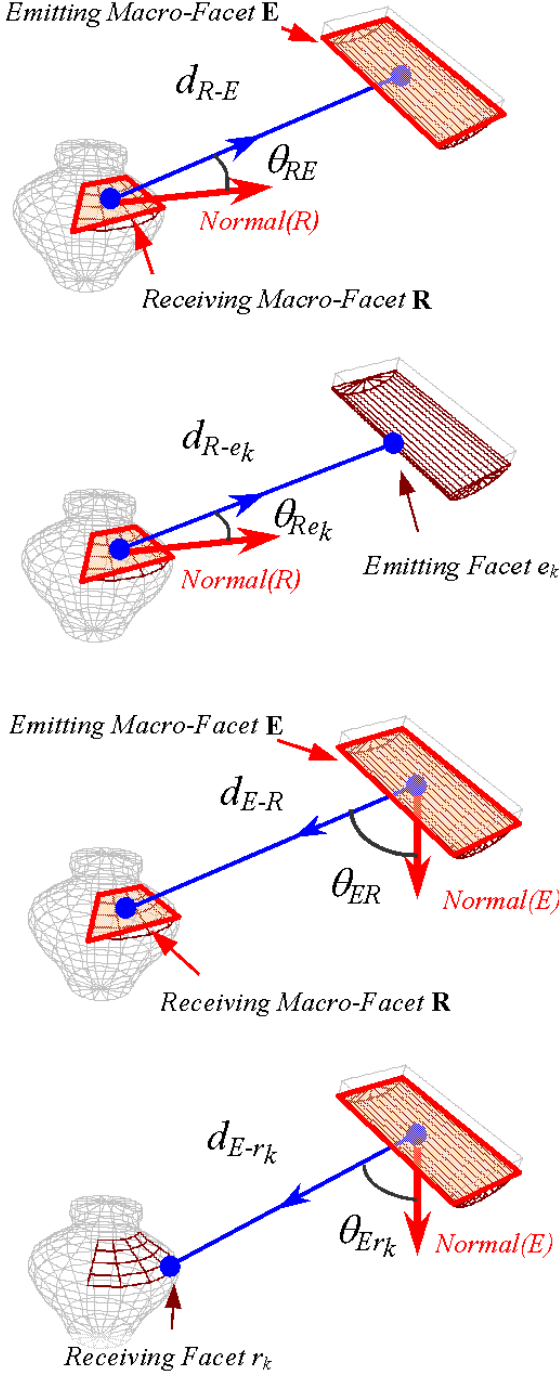 Emitting Macro-Facet E
d_{R-E}
θ_{RE}
Normal(R)
Receiving Macro-Facet R
d_{R-e_k}
θ_{Re_k}
Normal(R)
Emitting Facet e_k
Emitting Macro-Facet E
d_{E-R}
θ_{ER}
Normal(E)
Receiving Macro-Facet R
d_{E-r_k}
θ_{Er_k}
Normal(E)
Receiving Facet r_k